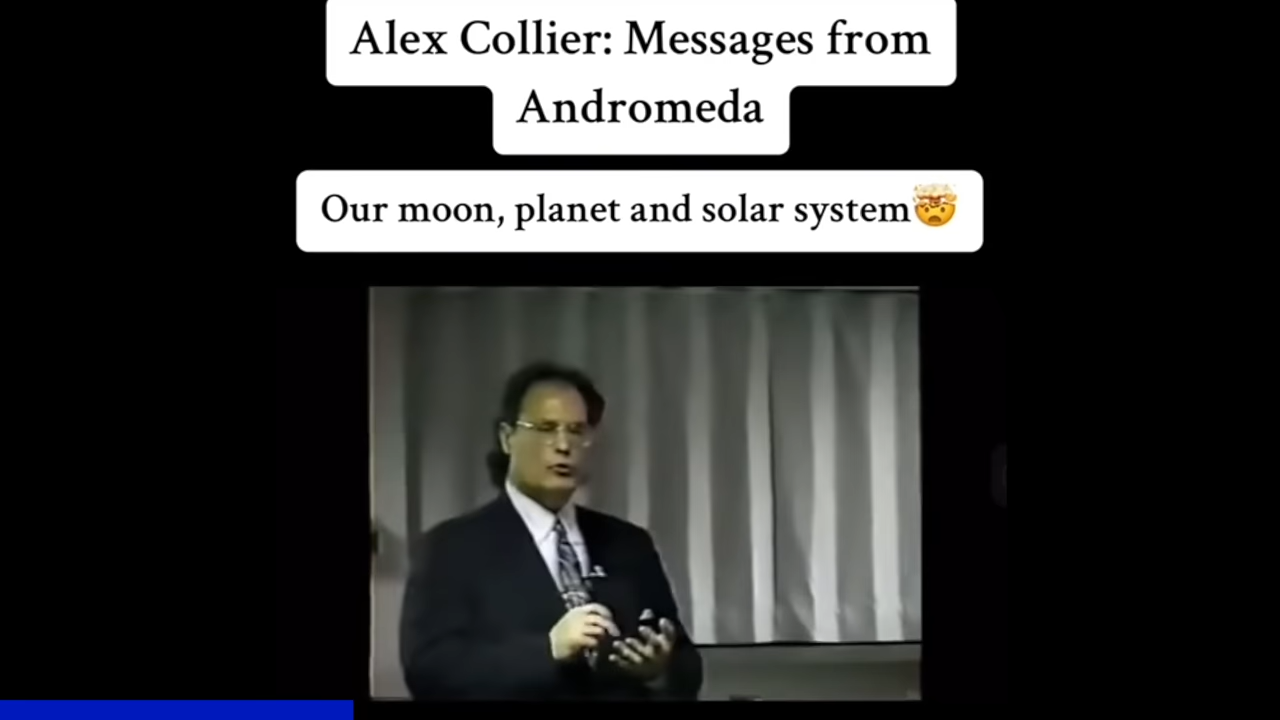 Alex Collier: Messages from
Andromeda
Our moon, planet and solar system🤯